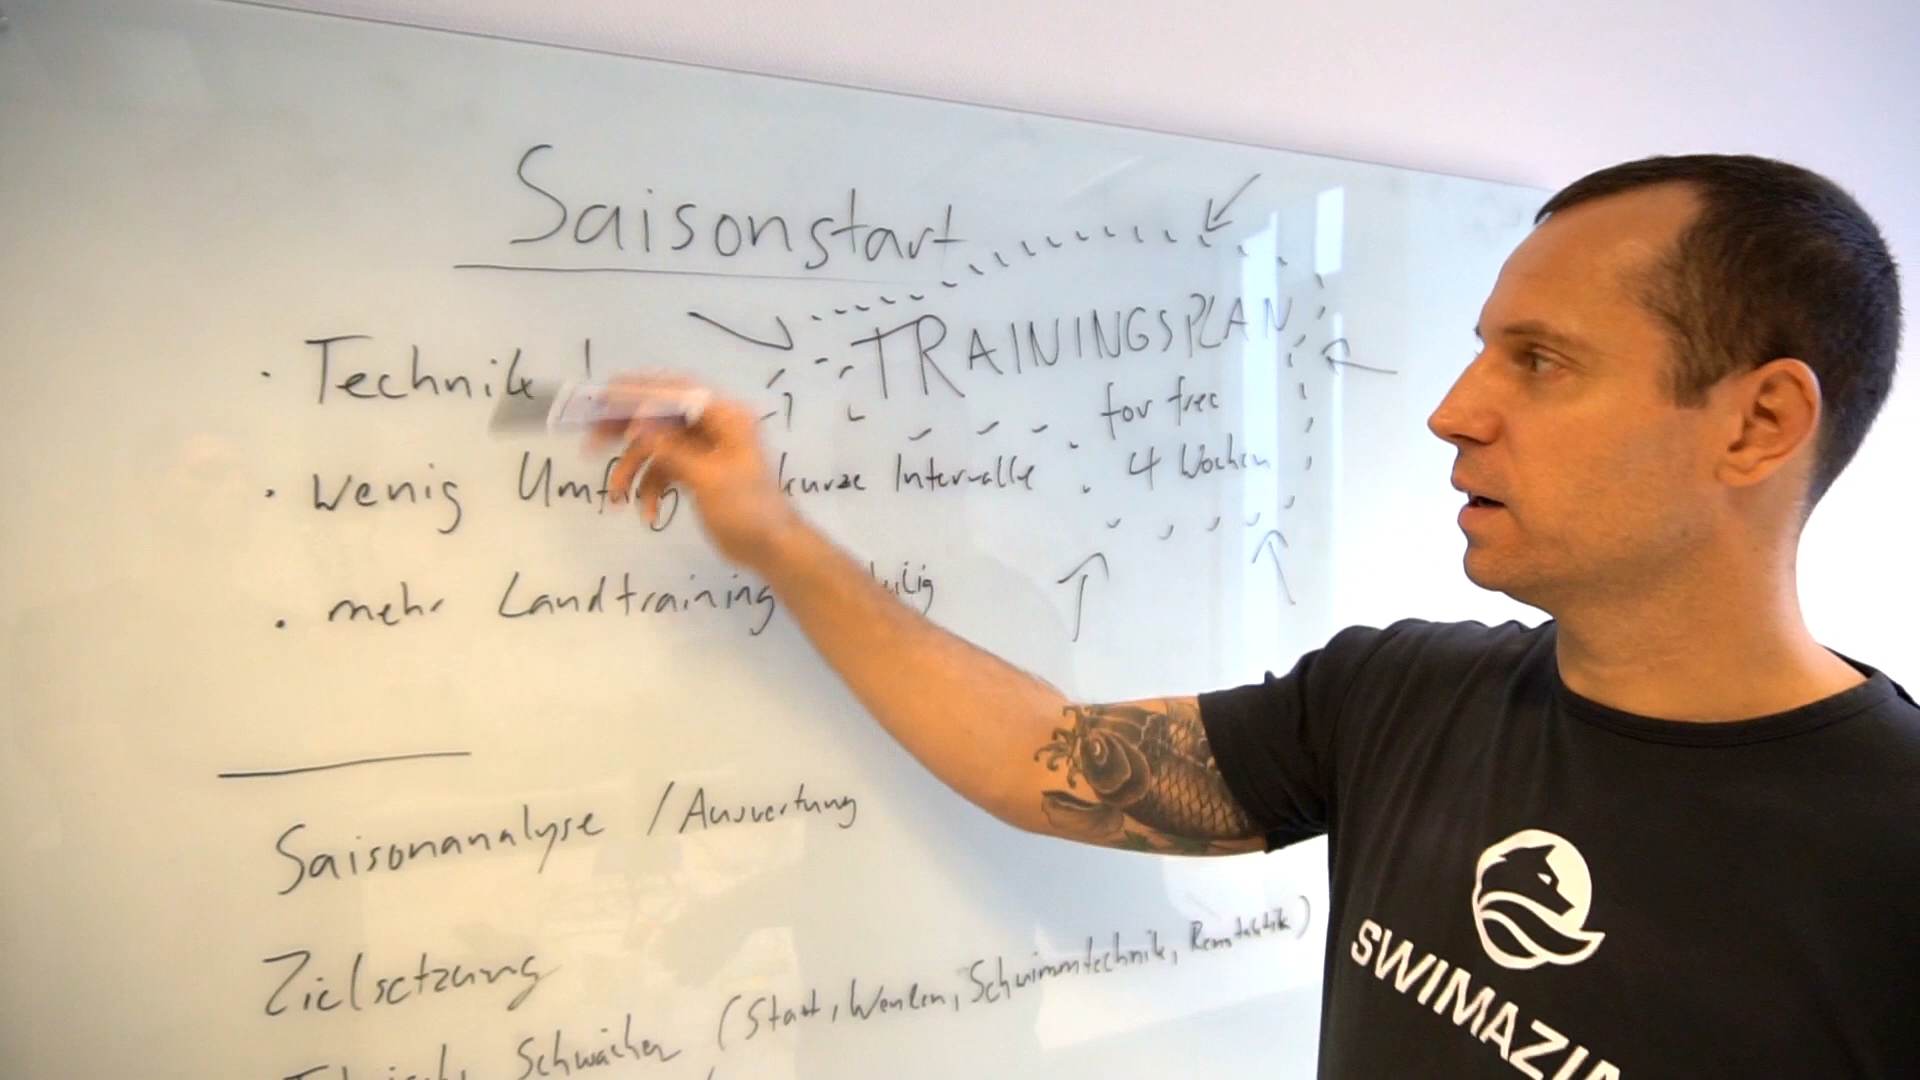 Saisonstart
TRAININGSPLAN
for free
4 Wochen
· Technik!
· Wenig Umfang kurze Intervalle
· mehr Landtraining
Saisonanalyse / Auswertung
Zielsetzung
Schwächen (Start, Wenden, Schwimmtechnik, Renntaktik)
SWIMAZI